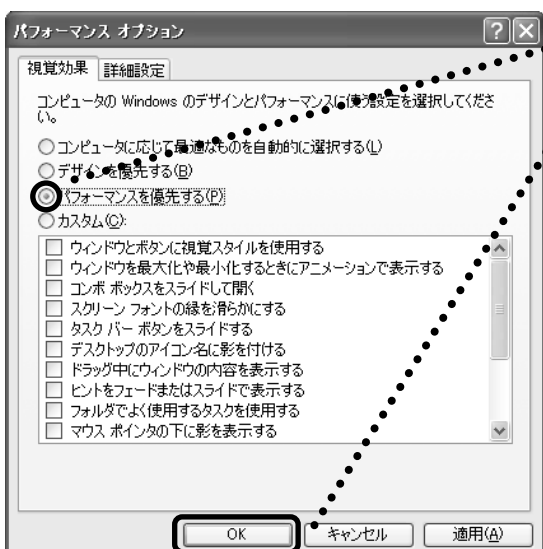 パフォーマンス オプション
視覚効果 詳細設定
コンピュータの Windows のデザインとパフォーマンスに使う設定を選択してくださ
い。
コンピュータに応じて最適なものを自動的に選択する(L)
デザインを優先する(B)
パフォーマンスを優先する(P)
カスタム(C):
ウィンドウとボタンに視覚スタイルを使用する
ウィンドウを最大化や最小化するときにアニメーションで表示する
コンボ ボックスをスライドして開く
スクリーン フォントの縁を滑らかにする
タスク バー ボタンをスライドする
デスクトップのアイコン名に影を付ける
ドラッグ中にウィンドウの内容を表示する
ヒントをフェードまたはスライドで表示する
フォルダでよく使用するタスクを使用する
マウス ポインタの下に影を表示する
OK キャンセル 適用(A)